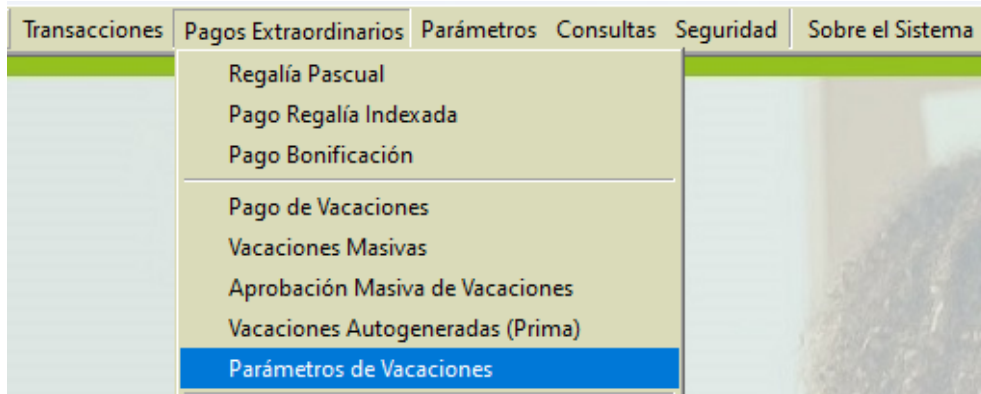 Transacciones Pagos Extraordinarios Parámetros Consultas Seguridad Sobre el Sistema
Regalía Pascual
Pago Regalía Indexada
Pago Bonificación
Pago de Vacaciones
Vacaciones Masivas
Aprobación Masiva de Vacaciones
Vacaciones Autogeneradas (Prima)
Parámetros de Vacaciones